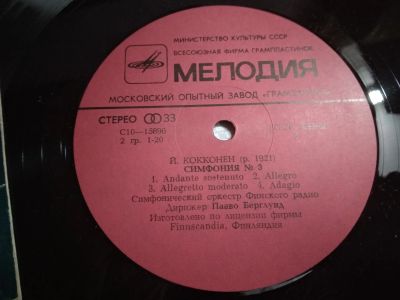 МИНИСТЕРСТВО КУЛЬТУРЫ СССР
ВСЕСОЮЗНАЯ ФИРМА ГРАМПЛАСТИНОК
МЕЛОДИЯ
МОСКОВСКИЙ ОПЫТНЫЙ ЗАВОД
СТЕРЕО 33
С10—15896
2 гр. 1-20
Й. КОККОНЕН (р. 1921)
СИМФОНИЯ № 3
1. Andante sostenuto 2. Allegro
3. Allegretto moderato 4. Adagio
Симфонический оркестр Финского радио
Дирижер Пааво Берглунд
Изготовлено по лицензии фирмы
Finnscandia, Финляндия